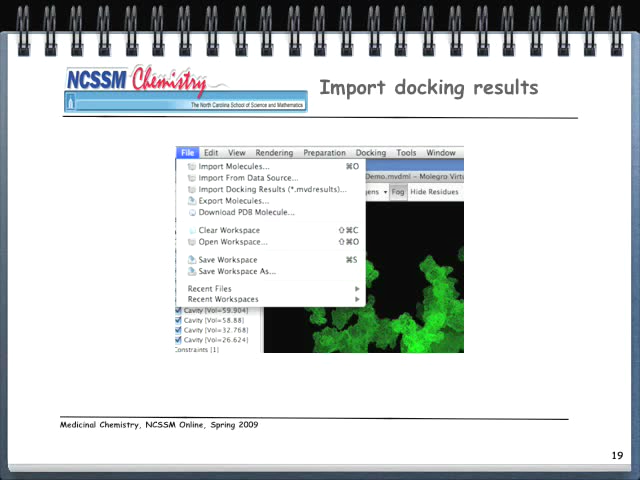 NCSSM Chemistry
The North Carolina School of Science and Mathematics
Import docking results
File Edit View Rendering Preparation Docking Tools Window
Import Molecules... ⌘O
Import From Data Source...
Import Docking Results (*.mvdresults)...
Export Molecules...
Download PDB Molecule...
Clear Workspace ⇧⌘C
Open Workspace... ⇧⌘O
Save Workspace ⌘S
Save Workspace As...
Recent Files
Recent Workspaces
Demo.mvdml - Molegro Virtu
gens Fog Hide Residues
Cavity [Vol=59.904]
Cavity [Vol=58.88]
Cavity [Vol=32.768]
Cavity [Vol=26.624]
Constraints [1]
Medicinal Chemistry, NCSSM Online, Spring 2009
19